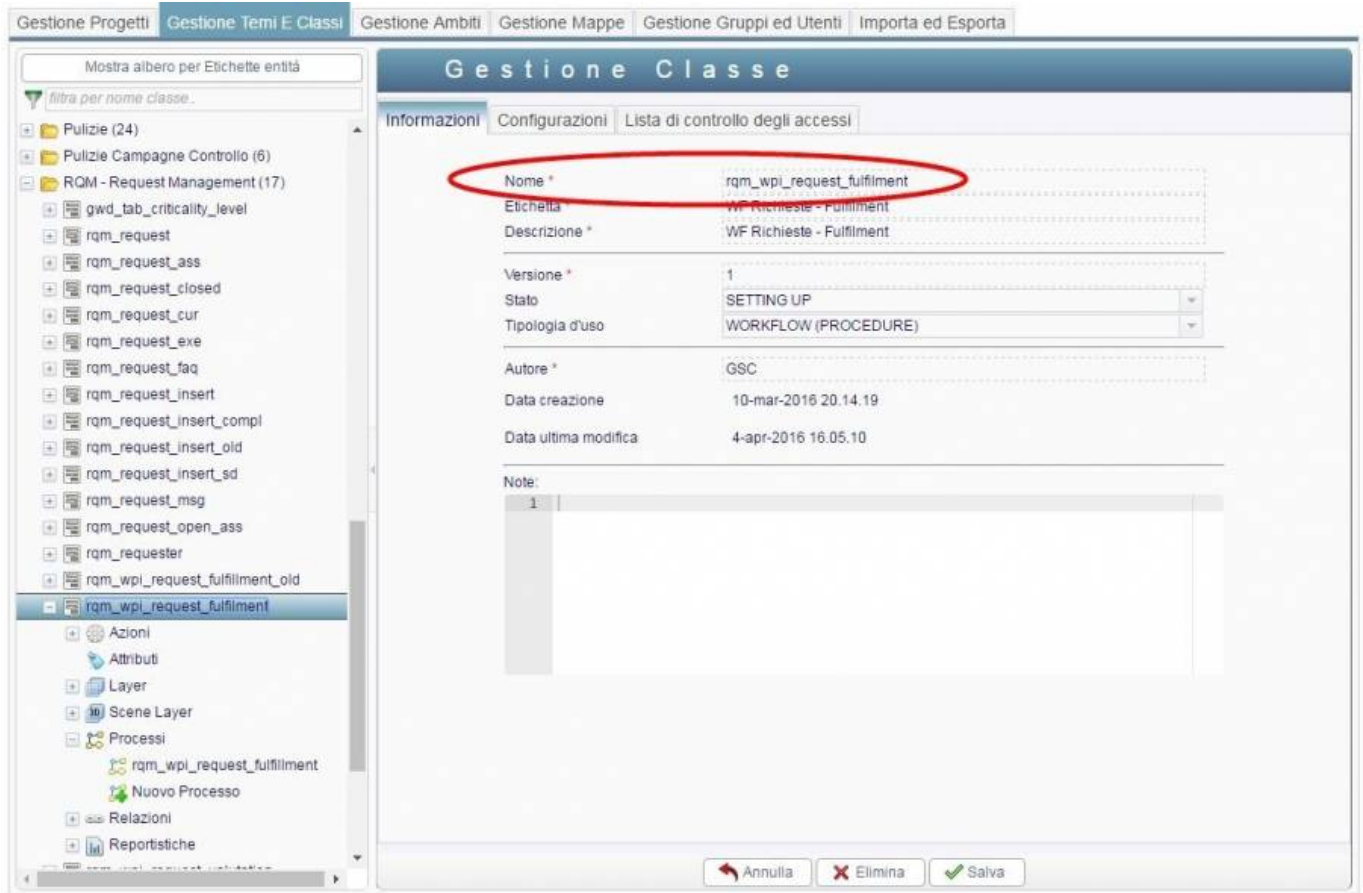 Gestione Progetti Gestione Temi E Classi Gestione Ambiti Gestione Mappe Gestione Gruppi ed Utenti Importa ed Esporta
Mostra albero per Etichette entità
filtra per nome classe..
Pulizie (24)
Pulizie Campagne Controllo (6)
RQM - Request Management (17)
gwd_tab_criticality_level
rqm_request
rqm_request_ass
rqm_request_closed
rqm_request_cur
rqm_request_exe
rqm_request_faq
rqm_request_insert
rqm_request_insert_compl
rqm_request_insert_old
rqm_request_insert_sd
rqm_request_msg
rqm_request_open_ass
rqm_requester
rqm_wpi_request_fulfillment_old
rqm_wpi_request_fulfilment
Azioni
Attributi
Layer
Scene Layer
Processi
rqm_wpi_request_fulfillment
Nuovo Processo
Relazioni
Reportistiche
Gestione Classe
Informazioni Configurazioni Lista di controllo degli accessi
Nome * rqm_wpi_request_fulfilment
Etichetta WF Richieste - Fulfilment
Descrizione * WF Richieste - Fulfilment
Versione * 1
Stato SETTING UP
Tipologia d'uso WORKFLOW (PROCEDURE)
Autore * GSC
Data creazione 10-mar-2016 20.14.19
Data ultima modifica 4-apr-2016 16.05.10
Note:
1
Annulla Elimina Salva